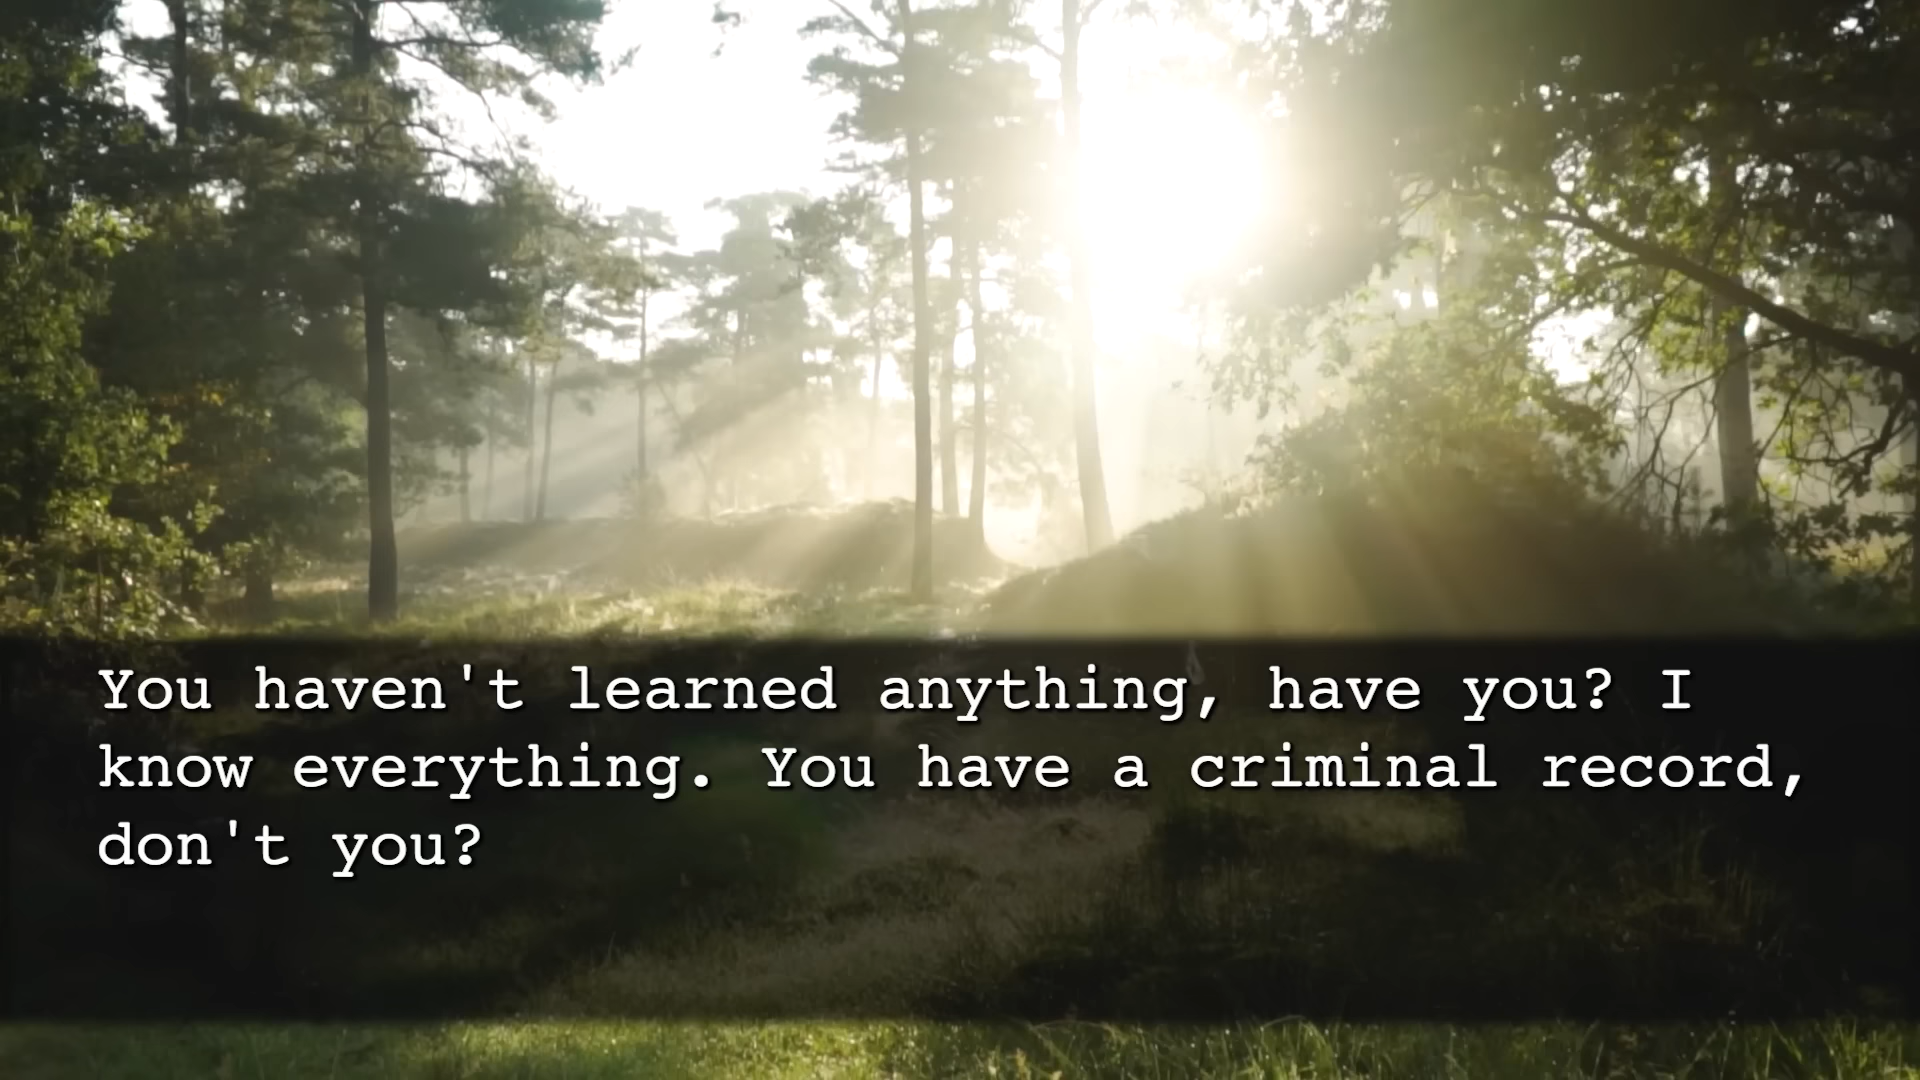 You haven't learned anything, have you? I
know everything. You have a criminal record,
don't you?